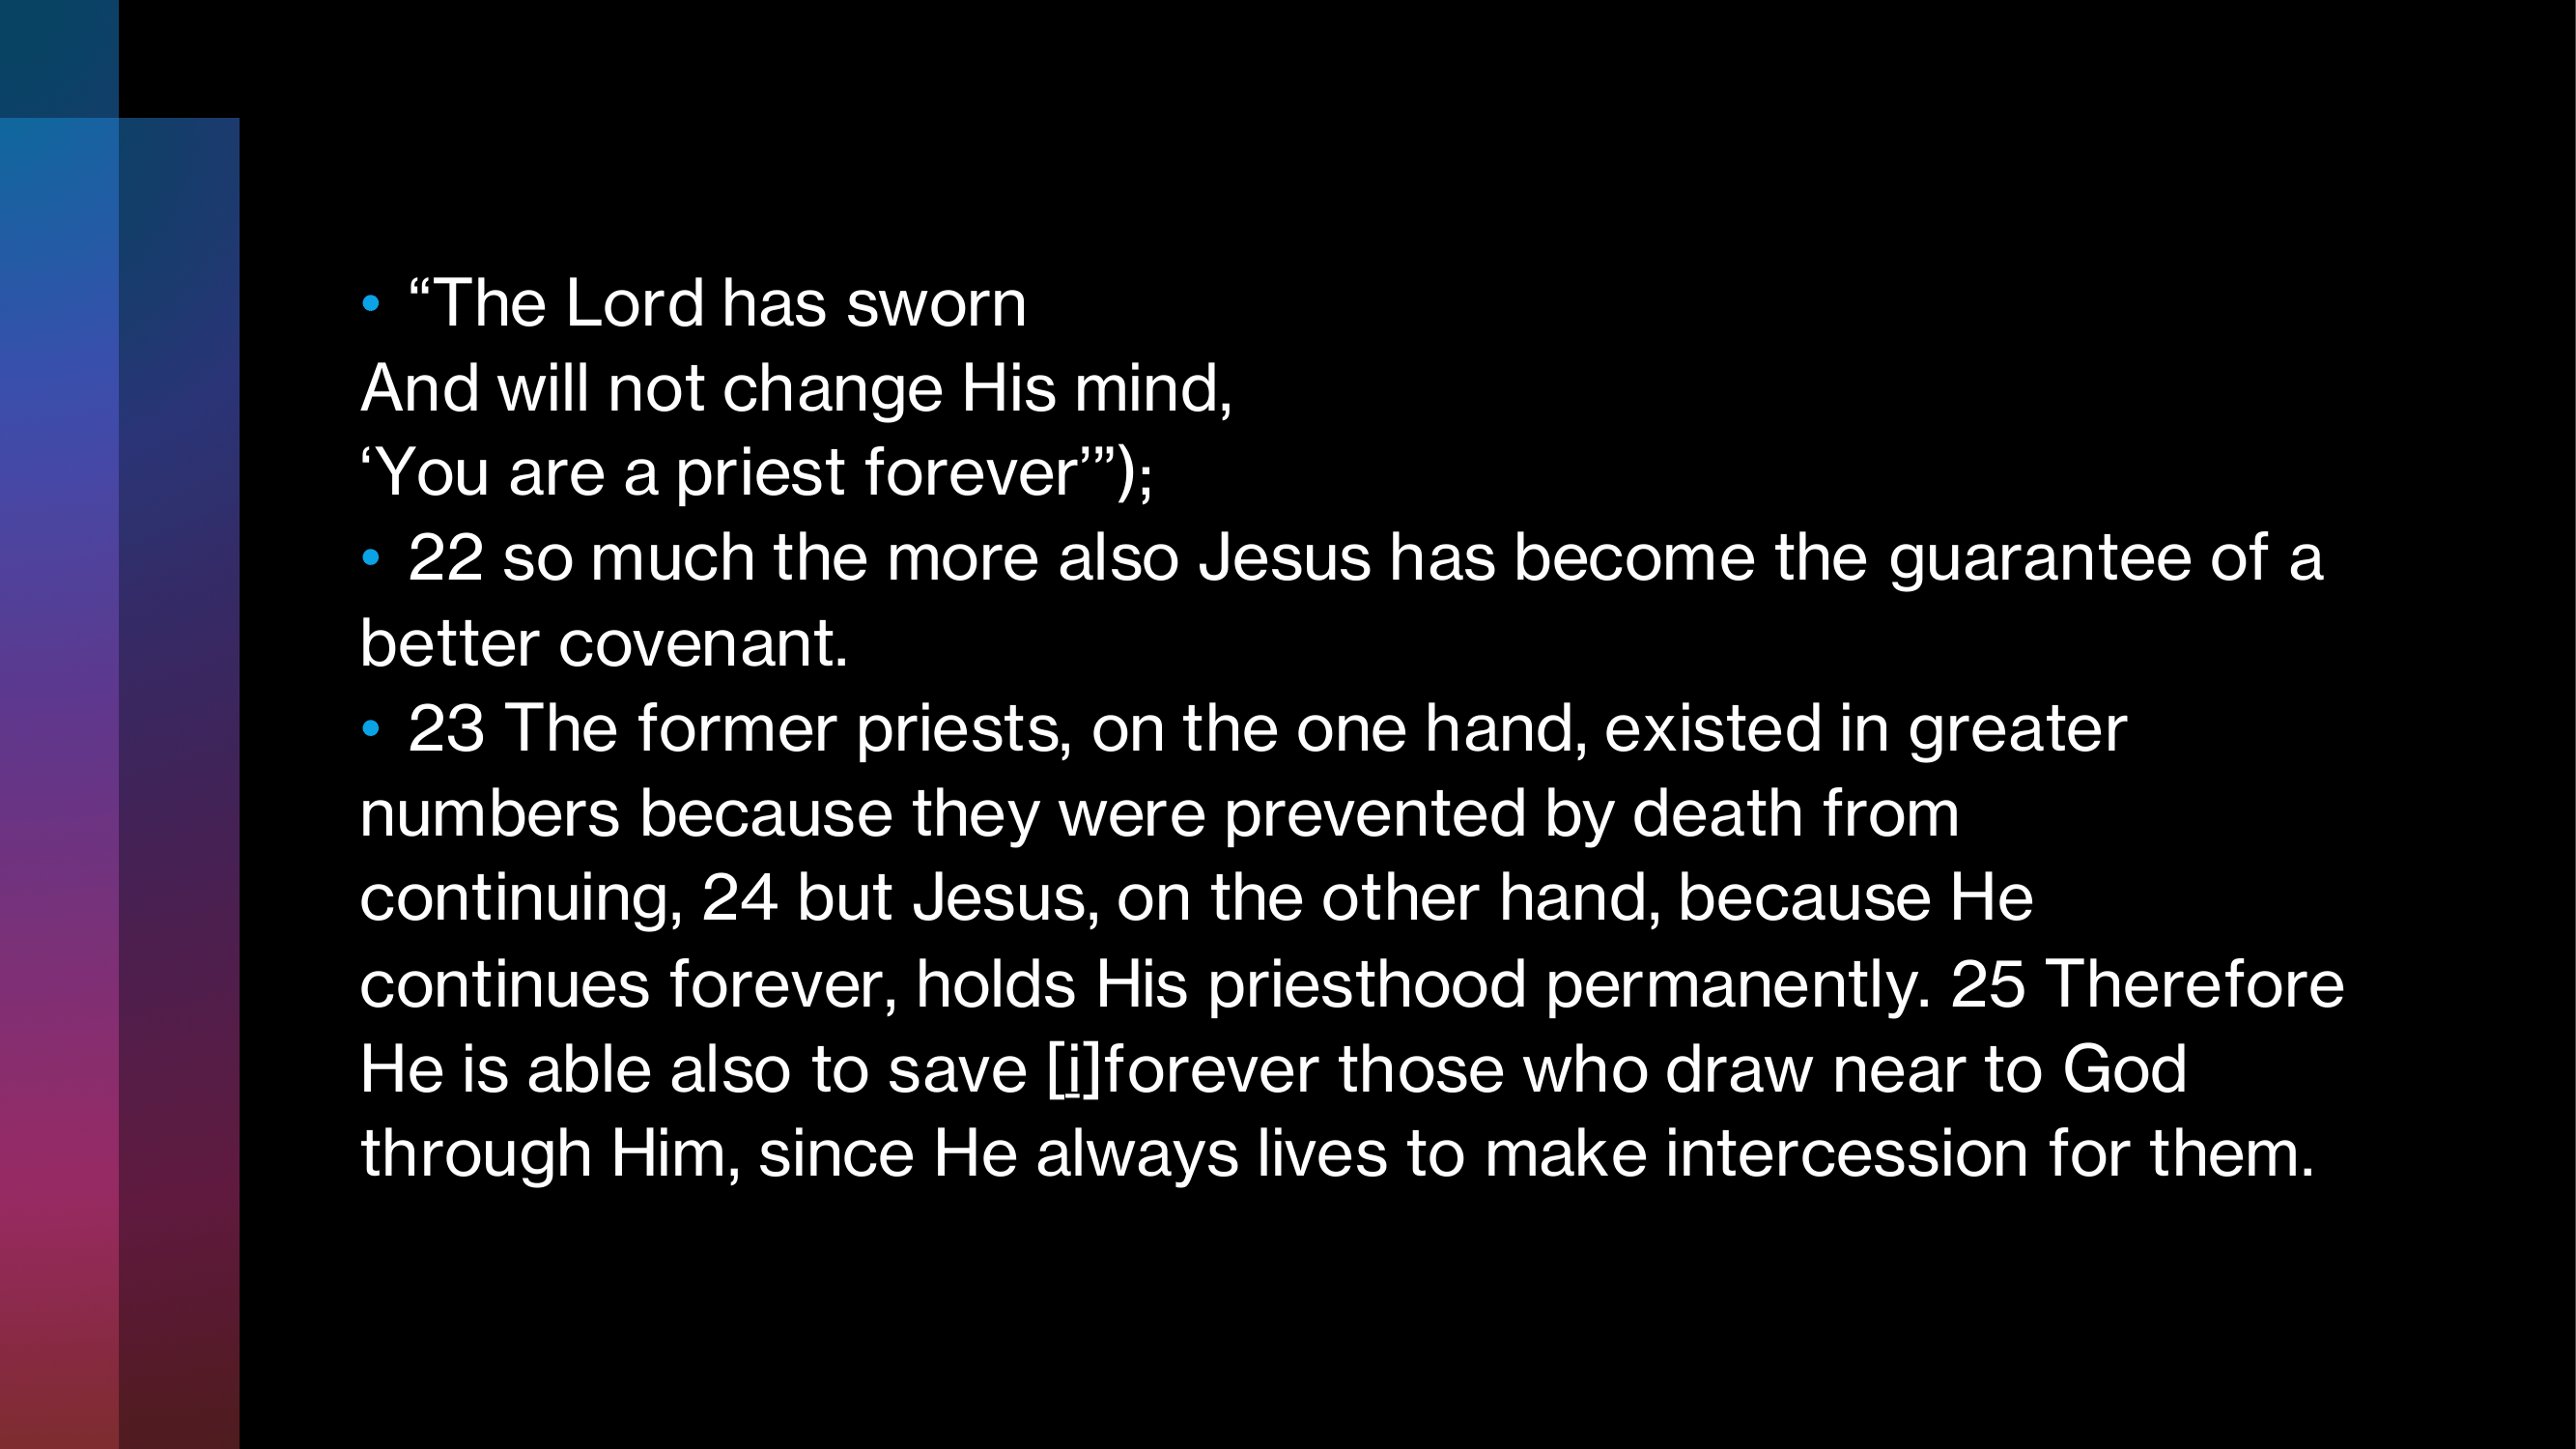 • “The Lord has sworn
And will not change His mind,
‘You are a priest forever’”);
• 22 so much the more also Jesus has become the guarantee of a
better covenant.
• 23 The former priests, on the one hand, existed in greater
numbers because they were prevented by death from
continuing, 24 but Jesus, on the other hand, because He
continues forever, holds His priesthood permanently. 25 Therefore
He is able also to save [i]forever those who draw near to God
through Him, since He always lives to make intercession for them.